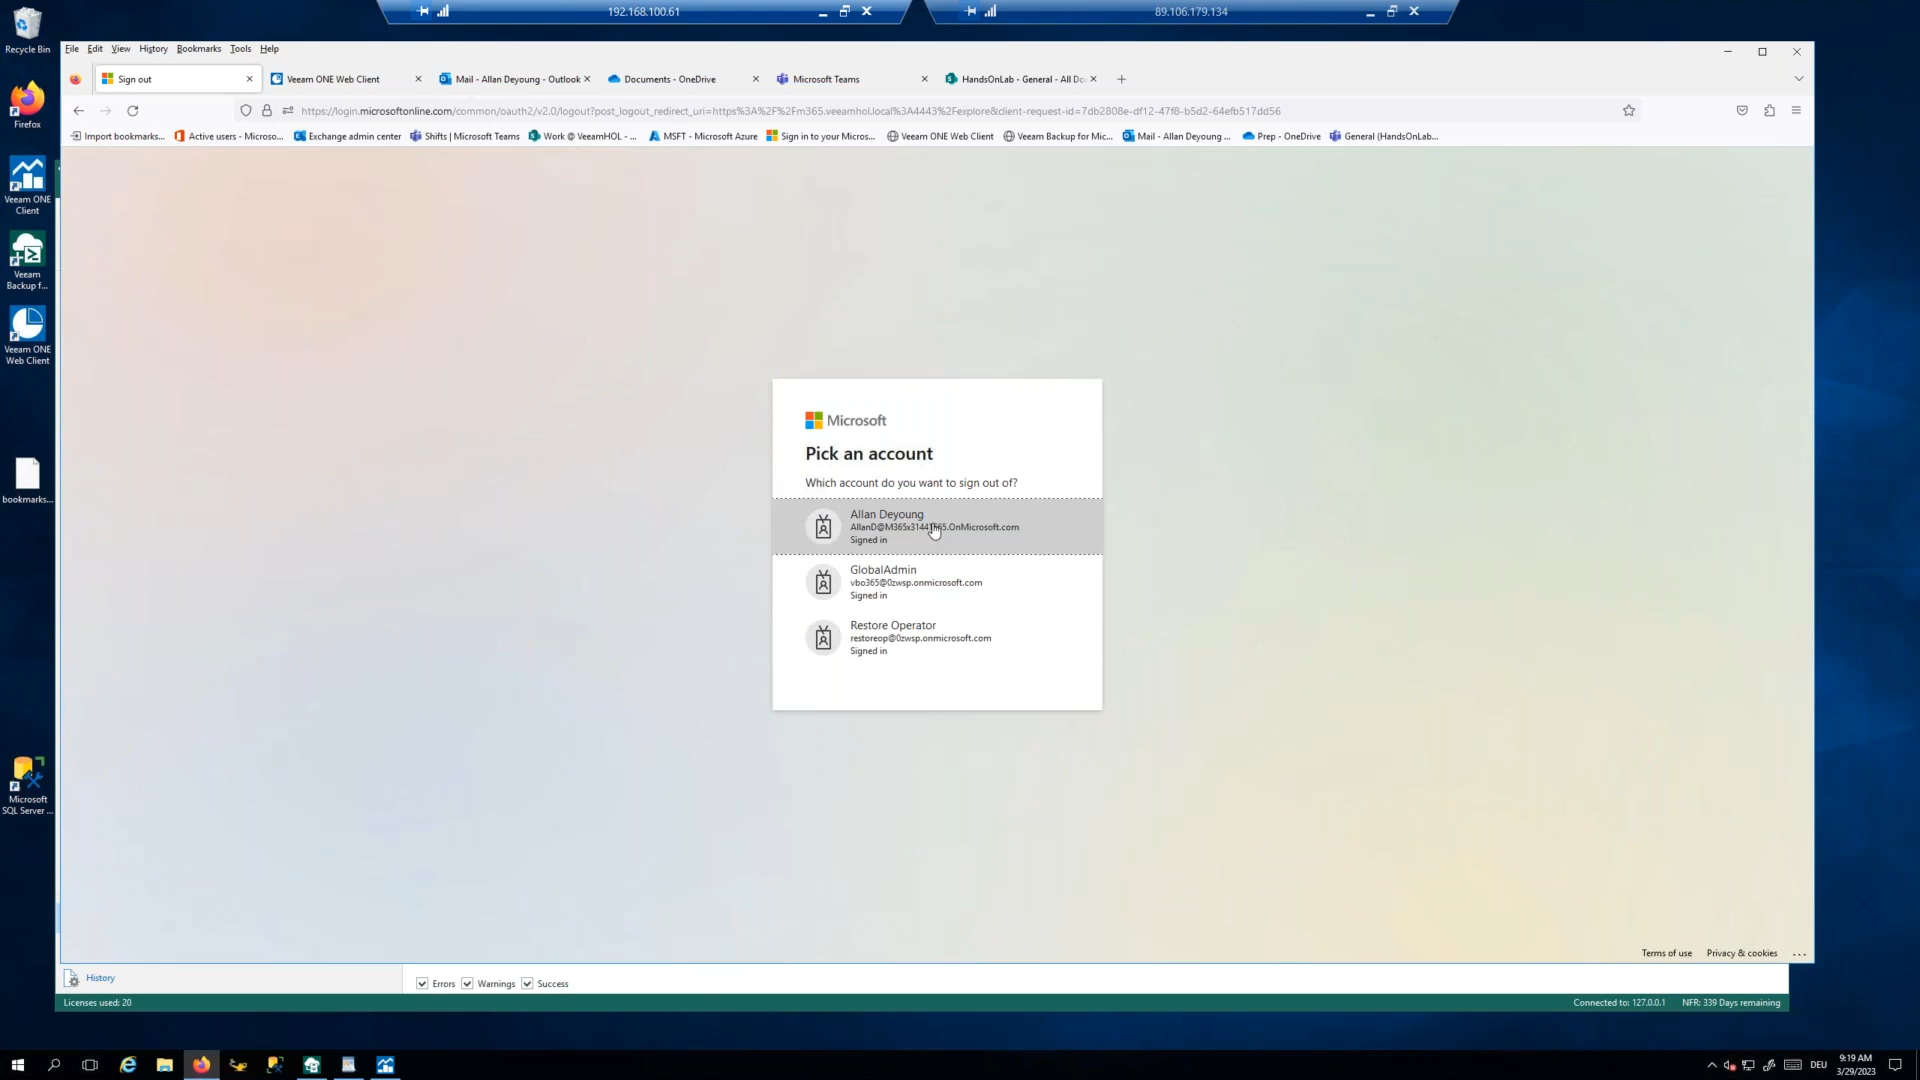 192.168.100.61
89.106.179.134
Recycle Bin
Firefox
Veeam ONE
Client
Veeam
Backup f...
Veeam ONE
Web Client
bookmarks...
Microsoft
SQL Server ...
File Edit View History Bookmarks Tools Help
Sign out
Veeam ONE Web Client
Mail - Allan Deyoung - Outlook
Documents - OneDrive
Microsoft Teams
HandsOnLab - General - All Do
https://login.microsoftonline.com/common/oauth2/v2.0/logout?post_logout_redirect_uri=https%3A%2F%2Fm365.veeamhol.local%3A4443%2Fexplore&client-request-id=7db2808e-df12-47f8-b5d2-64efb517dd56
Import bookmarks... Active users - Microso... Exchange admin center Shifts | Microsoft Teams Work @ VeeamHOL - ... MSFT - Microsoft Azure Sign in to your Micros... Veeam ONE Web Client Veeam Backup for Mic... Mail - Allan Deyoung ... Prep - OneDrive General (HandsOnLab...
Microsoft
Pick an account
Which account do you want to sign out of?
Allan Deyoung
Signed in
GlobalAdmin
vbo365@0zwsp.onmicrosoft.com
Signed in
Restore Operator
restoreop@0zwsp.onmicrosoft.com
Signed in
Terms of use Privacy & cookies ...
History
Errors Warnings Success
Licenses used: 20
Connected to: 127.0.0.1 NFR: 339 Days remaining
DEU
9:19 AM
3/29/2023